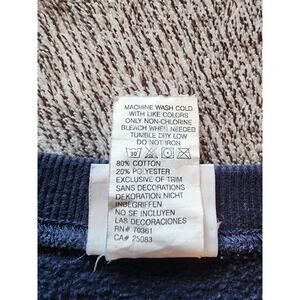 MACHINE WASH COLD
WITH LIKE COLORS
ONLY NON-CHLORINE
BLEACH WHEN NEEDED
TUMBLE DRY LOW
DO NOT IRON
30
80% COTTON
20% POLYESTER
EXCLUSIVE OF TRIM
SANS DECORATIONS
DEKORATION NICHT
INBEGRIFFEN
NO SE INCLUYEN
LAS DECORACIONES
RN# 70361
CA# 25083